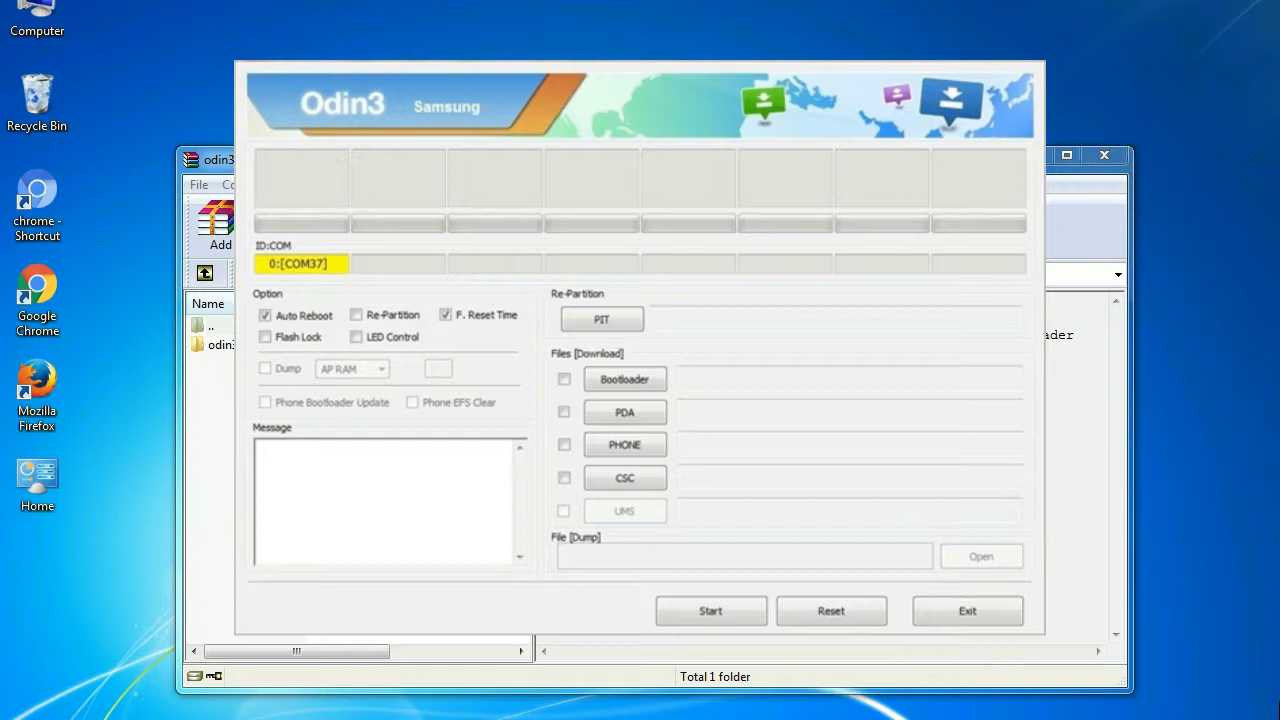 Computer
Recycle Bin
chrome -
Shortcut
Google
Chrome
Mozilla
Firefox
Home
odin3
File
Add
Name
..
odin3
ader
Total 1 folder
Odin3 Samsung
ID:COM
0:[COM37]
Option
Auto Reboot Re-Partition F. Reset Time
Flash Lock LED Control
Dump AP RAM
Phone Bootloader Update Phone EFS Clear
Message
Re-Partition
PIT
Files [Download]
Bootloader
PDA
PHONE
CSC
UMS
File [Dump]
Open
Start Reset Exit